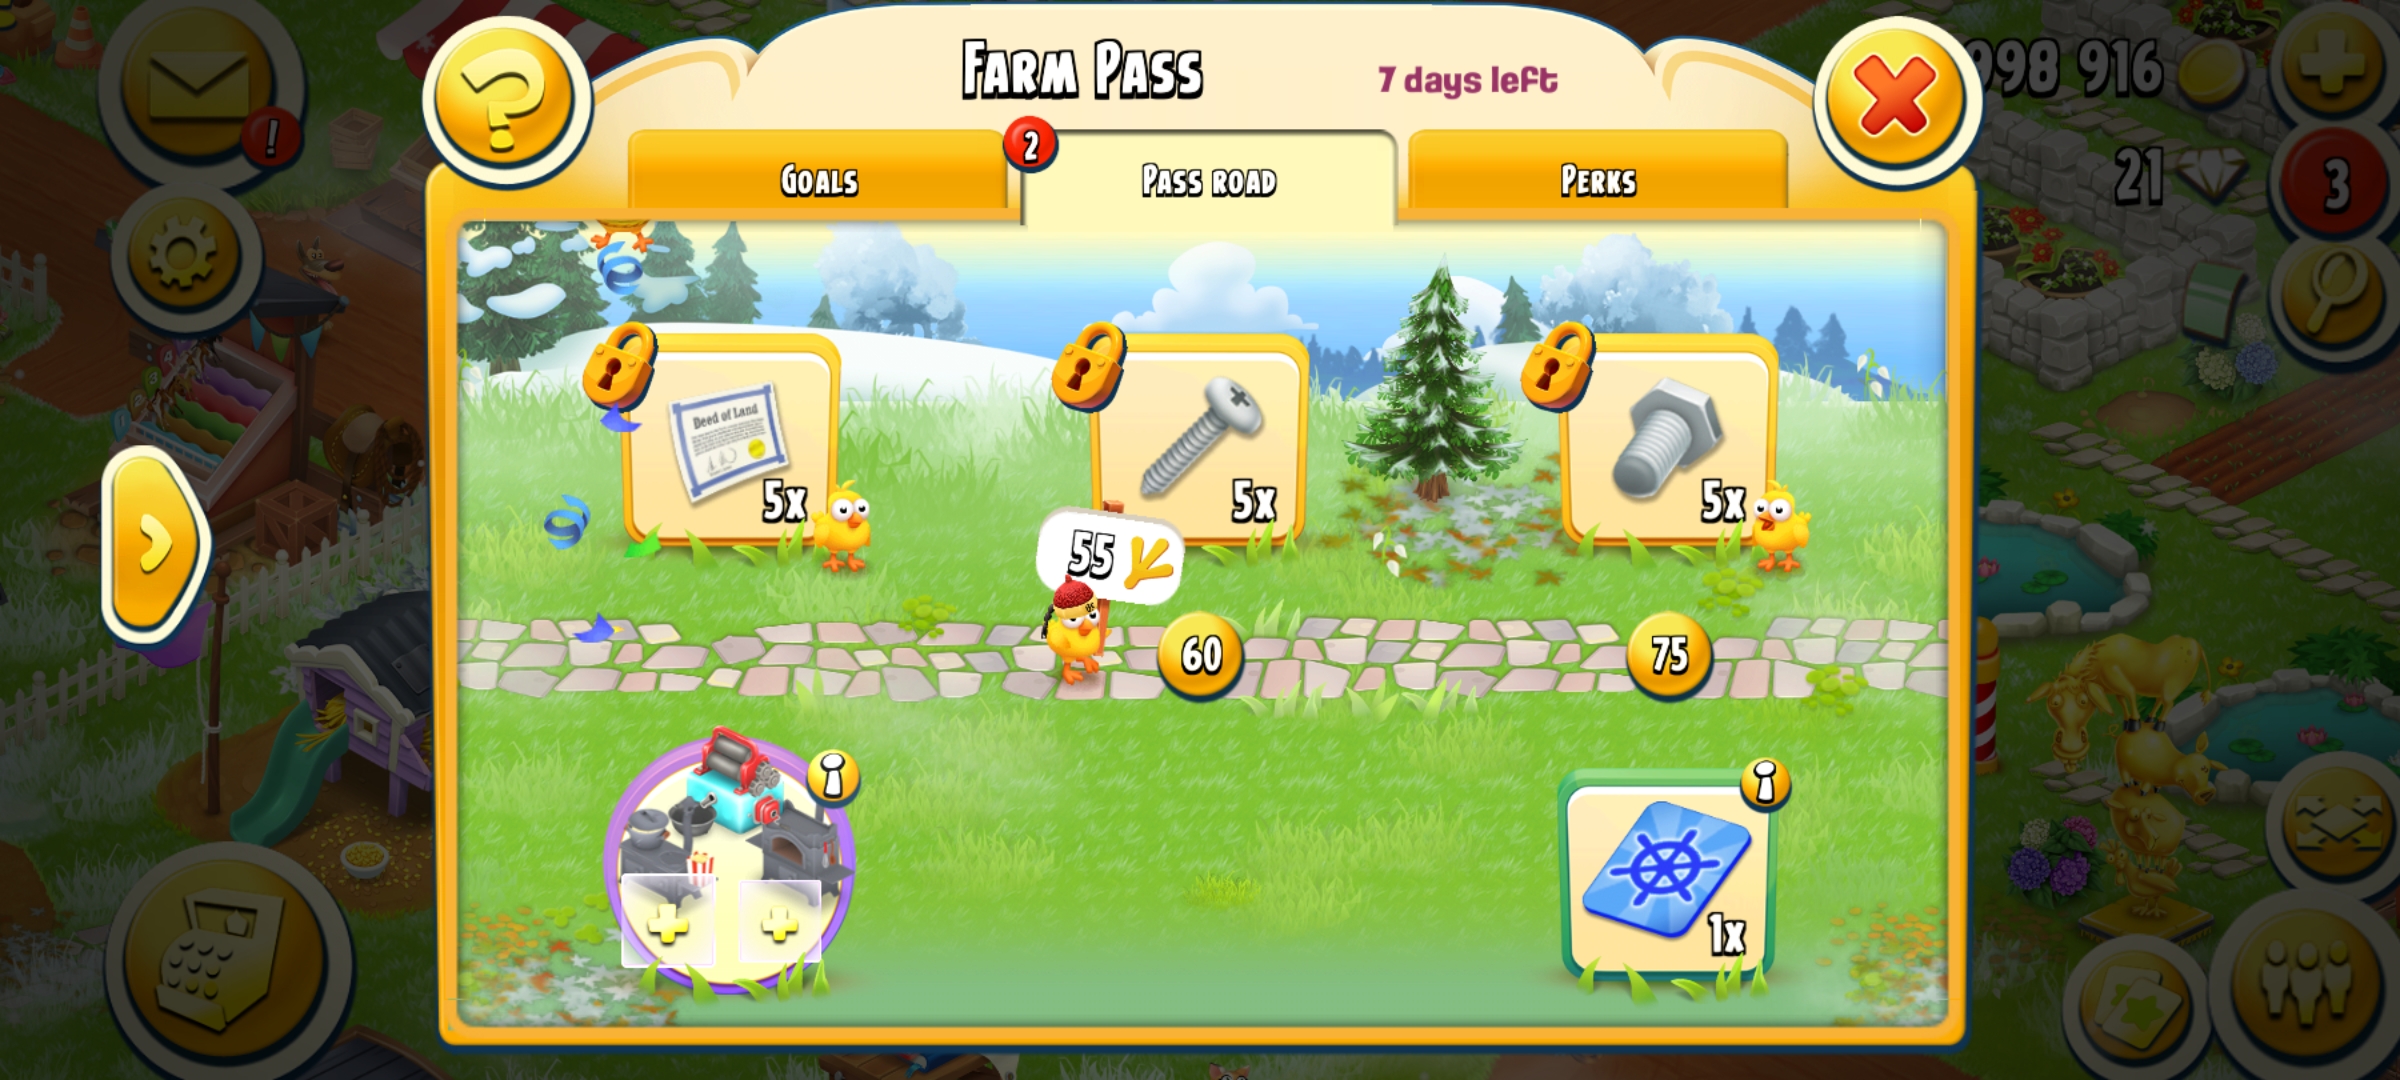 FARM PASS
7 days left
998 916
GOALS
2
PASS ROAD
PERKS
21
3
Deed of Land
5x
5x
5x
55
60
75
1x